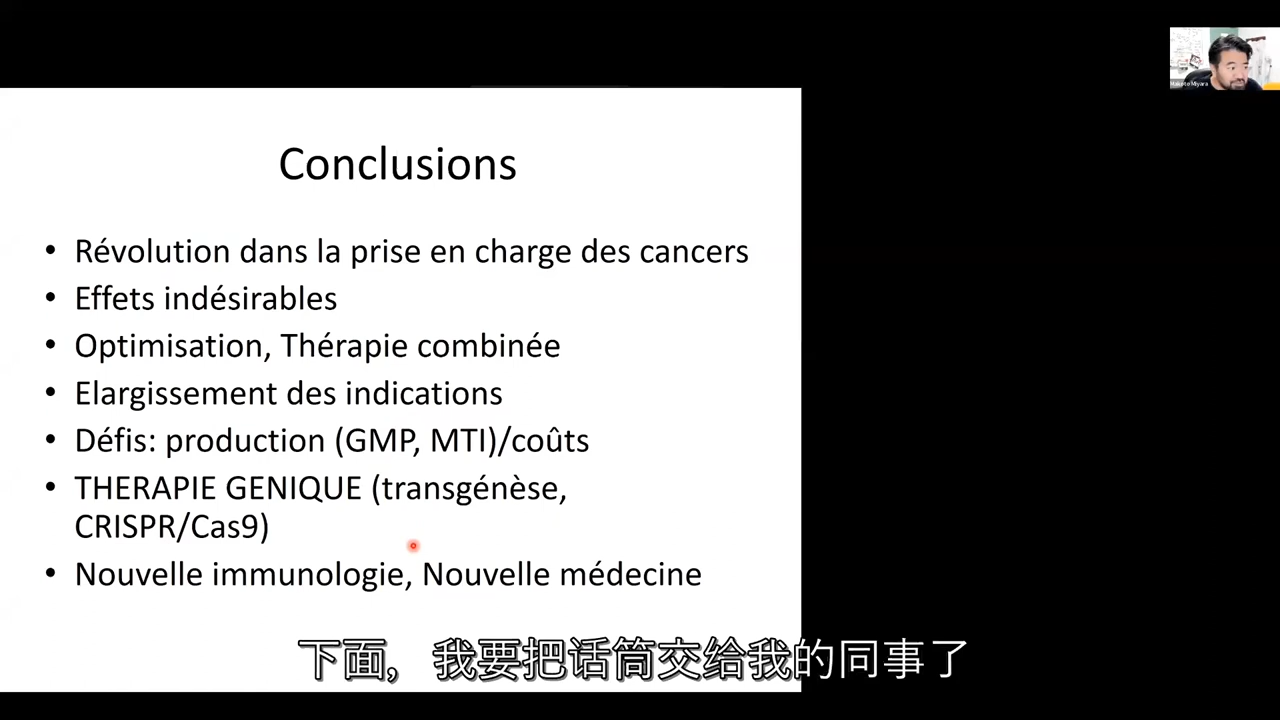 Makoto Miyara
Conclusions
• Révolution dans la prise en charge des cancers
• Effets indésirables
• Optimisation, Thérapie combinée
• Elargissement des indications
• Défis: production (GMP, MTI)/coûts
• THERAPIE GENIQUE (transgénèse,
CRISPR/Cas9)
• Nouvelle immunologie, Nouvelle médecine
下面, 我要把话筒交给我的同事了